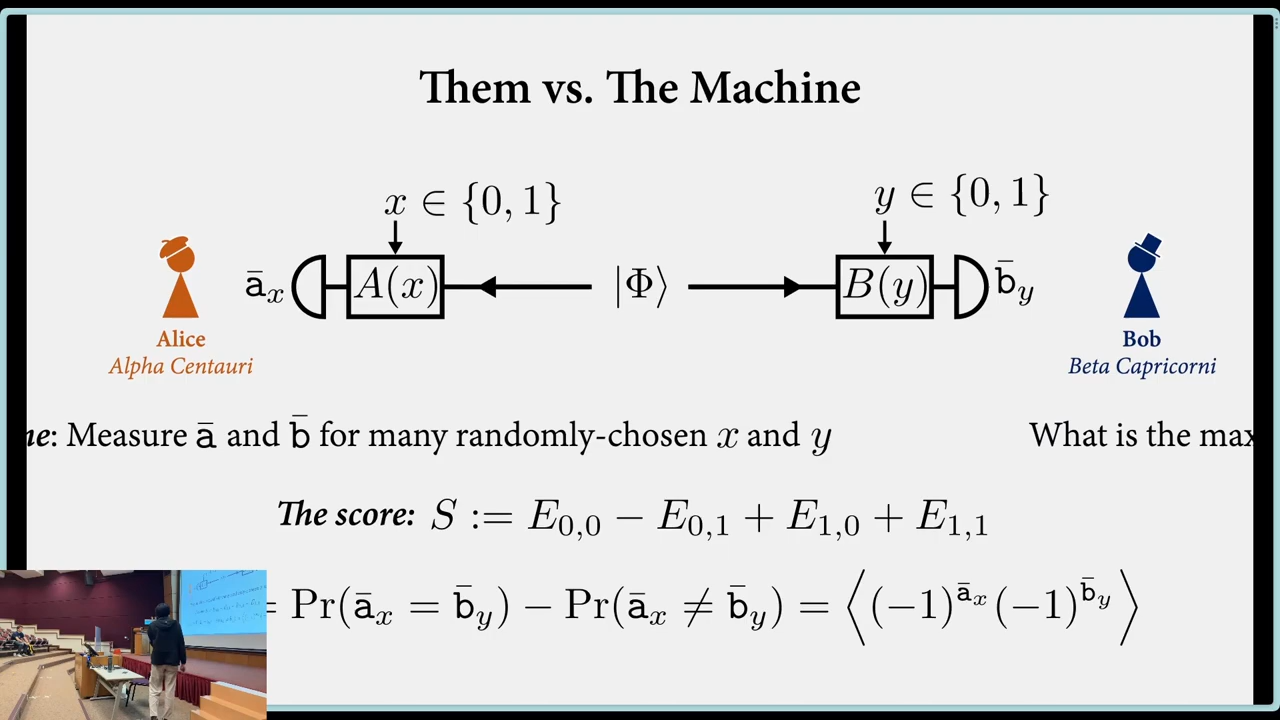 Them vs. The Machine
x ∈ {0, 1}
y ∈ {0, 1}
ā_x
A(x)
|Φ⟩
B(y)
b̄_y
Alice
Alpha Centauri
Bob
Beta Capricorni
me: Measure ā and b̄ for many randomly-chosen x and y
What is the max
The score: S := E_{0,0} − E_{0,1} + E_{1,0} + E_{1,1}
= Pr(ā_x = b̄_y) − Pr(ā_x ≠ b̄_y) = ⟨(−1)^{ā_x} (−1)^{b̄_y}⟩